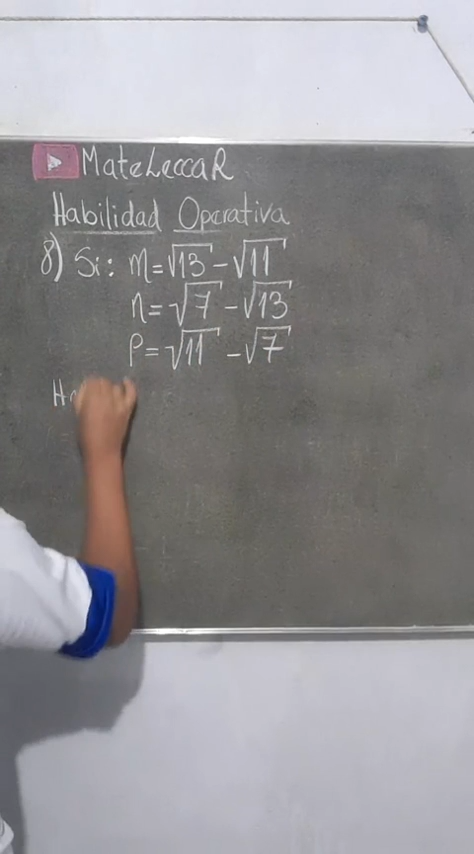 MateLeccaR
Habilidad Operativa
8) Si: m=√13-√11
n=√7-√13
P=√11-√7